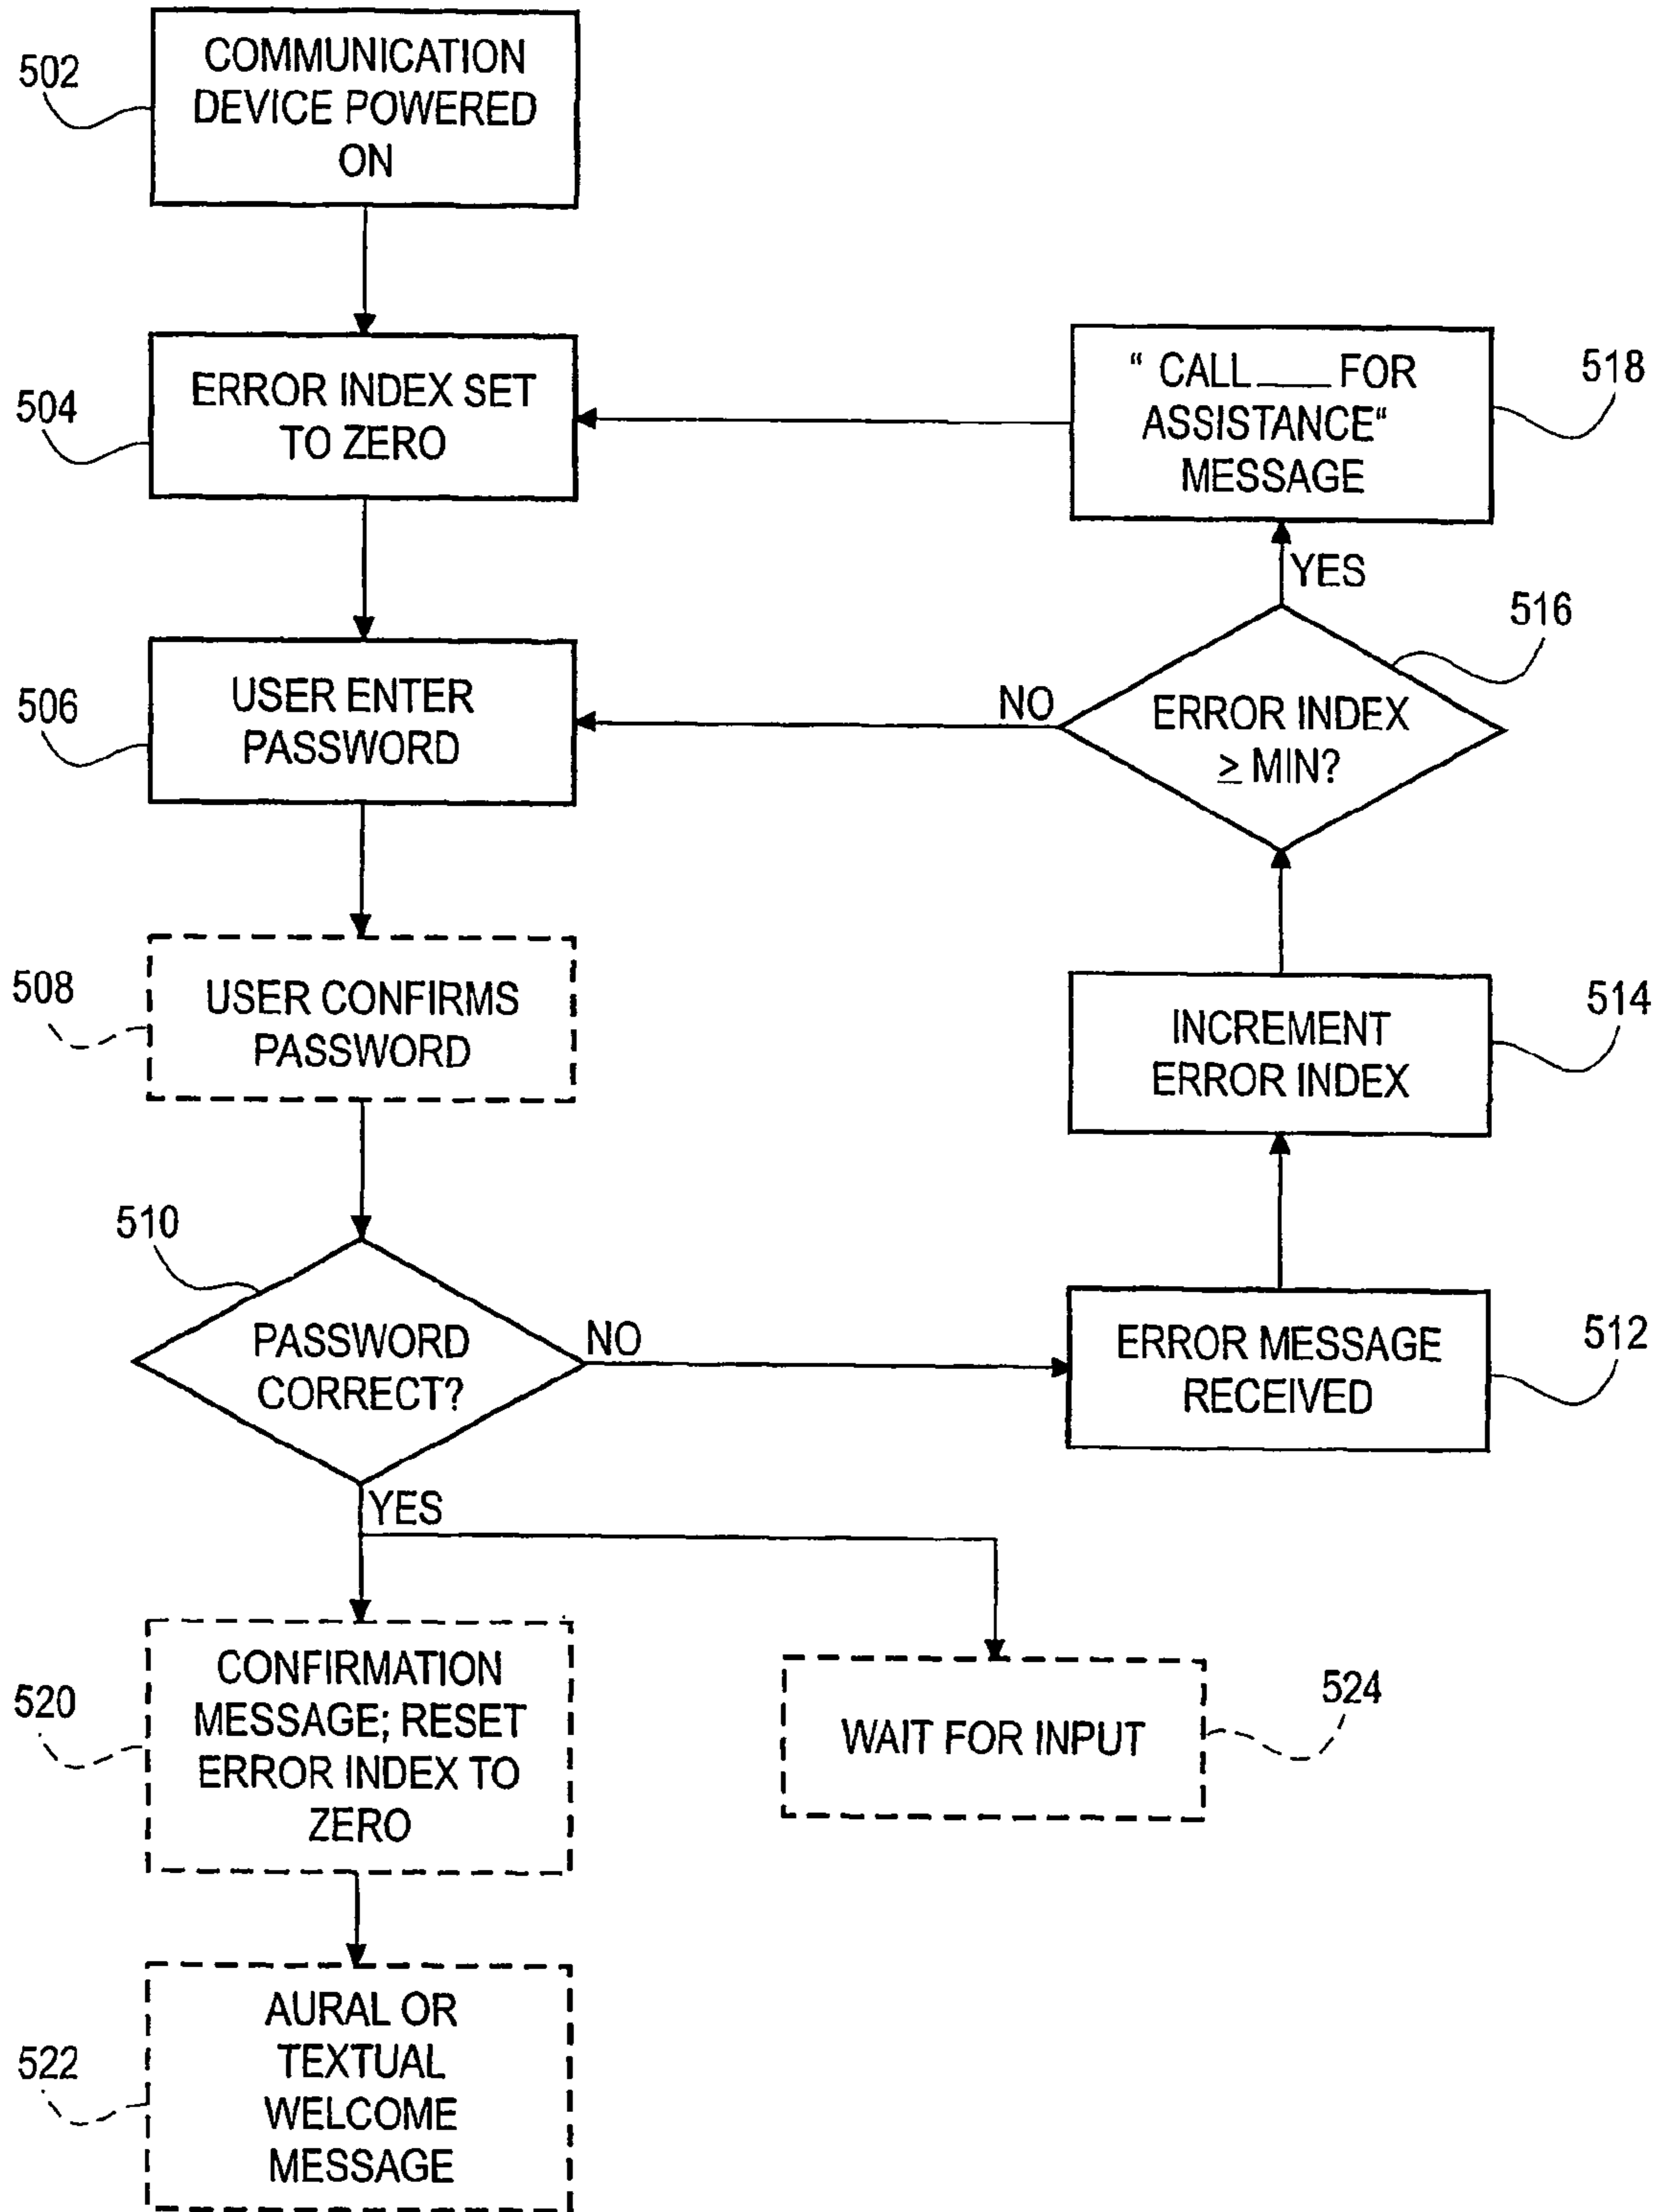 502
COMMUNICATION
DEVICE POWERED
ON
504
ERROR INDEX SET
TO ZERO
“ CALL ____ FOR
ASSISTANCE“
MESSAGE
518
YES
506
USER ENTER
PASSWORD
NO
ERROR INDEX
≥ MIN?
516
508
USER CONFIRMS
PASSWORD
INCREMENT
ERROR INDEX
514
510
PASSWORD
CORRECT?
NO
ERROR MESSAGE
RECEIVED
512
YES
520
CONFIRMATION
MESSAGE; RESET
ERROR INDEX TO
ZERO
WAIT FOR INPUT
524
522
AURAL OR
TEXTUAL
WELCOME
MESSAGE